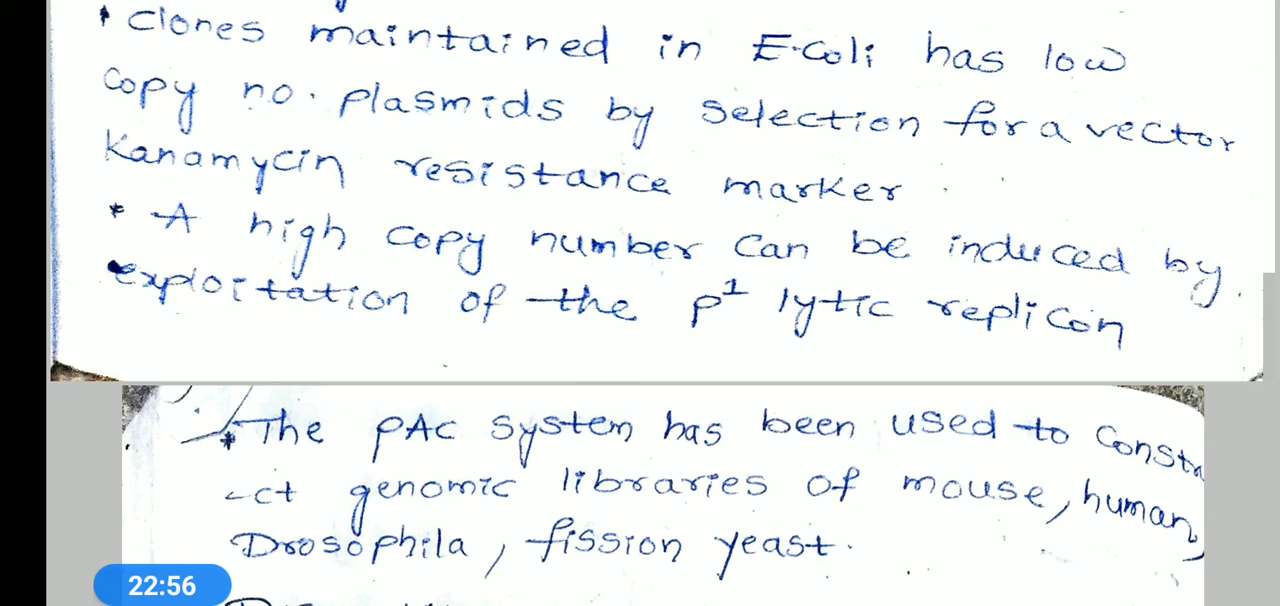 * Clones maintained in E.Coli has low
copy no. plasmids by selection for a vector
Kanamycin resistance marker.
* A high copy number can be induced by
exploitation of the p1 lytic replicon
* The PAC system has been used to Constru
-ct genomic libraries of mouse, human,
Drosophila, fission yeast.
22:56